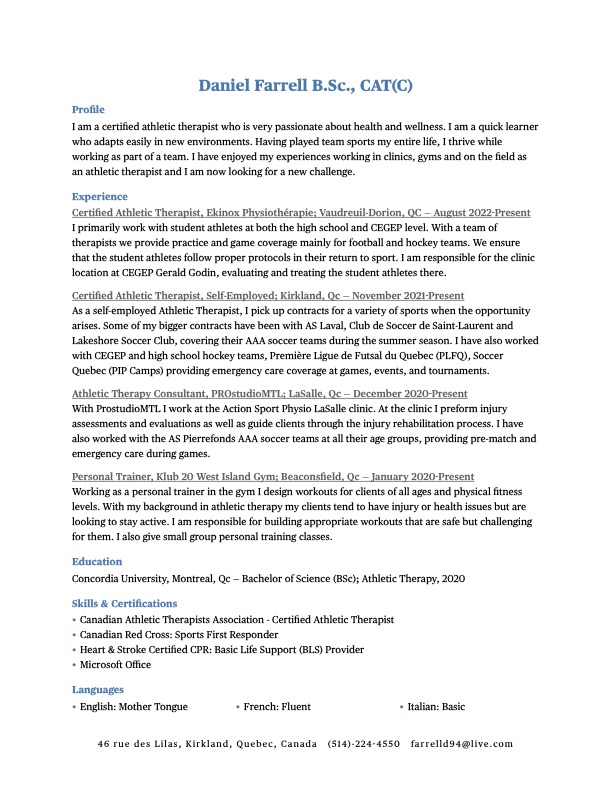 Daniel Farrell B.Sc., CAT(C)
Profile
I am a certified athletic therapist who is very passionate about health and wellness. I am a quick learner
who adapts easily in new environments. Having played team sports my entire life, I thrive while
working as part of a team. I have enjoyed my experiences working in clinics, gyms and on the field as
an athletic therapist and I am now looking for a new challenge.
Experience
Certified Athletic Therapist, Ekinox Physiothérapie; Vaudreuil-Dorion, QC – August 2022-Present
I primarily work with student athletes at both the high school and CEGEP level. With a team of
therapists we provide practice and game coverage mainly for football and hockey teams. We ensure
that the student athletes follow proper protocols in their return to sport. I am responsible for the clinic
location at CEGEP Gerald Godin, evaluating and treating the student athletes there.
Certified Athletic Therapist, Self-Employed; Kirkland, Qc – November 2021-Present
As a self-employed Athletic Therapist, I pick up contracts for a variety of sports when the opportunity
arises. Some of my bigger contracts have been with AS Laval, Club de Soccer de Saint-Laurent and
Lakeshore Soccer Club, covering their AAA soccer teams during the summer season. I have also worked
with CEGEP and high school hockey teams, Première Ligue de Futsal du Quebec (PLFQ), Soccer
Quebec (PIP Camps) providing emergency care coverage at games, events, and tournaments.
Athletic Therapy Consultant, PROstudioMTL; LaSalle, Qc – December 2020-Present
With ProstudioMTL I work at the Action Sport Physio LaSalle clinic. At the clinic I preform injury
assessments and evaluations as well as guide clients through the injury rehabilitation process. I have
also worked with the AS Pierrefonds AAA soccer teams at all their age groups, providing pre-match and
emergency care during games.
Personal Trainer, Klub 20 West Island Gym; Beaconsfield, Qc – January 2020-Present
Working as a personal trainer in the gym I design workouts for clients of all ages and physical fitness
levels. With my background in athletic therapy my clients tend to have injury or health issues but are
looking to stay active. I am responsible for building appropriate workouts that are safe but challenging
for them. I also give small group personal training classes.
Education
Concordia University, Montreal, Qc – Bachelor of Science (BSc); Athletic Therapy, 2020
Skills & Certifications
• Canadian Athletic Therapists Association - Certified Athletic Therapist
• Canadian Red Cross: Sports First Responder
• Heart & Stroke Certified CPR: Basic Life Support (BLS) Provider
• Microsoft Office
Languages
• English: Mother Tongue • French: Fluent • Italian: Basic
46 rue des Lilas, Kirkland, Quebec, Canada (514)-224-4550 farrelld94@live.com